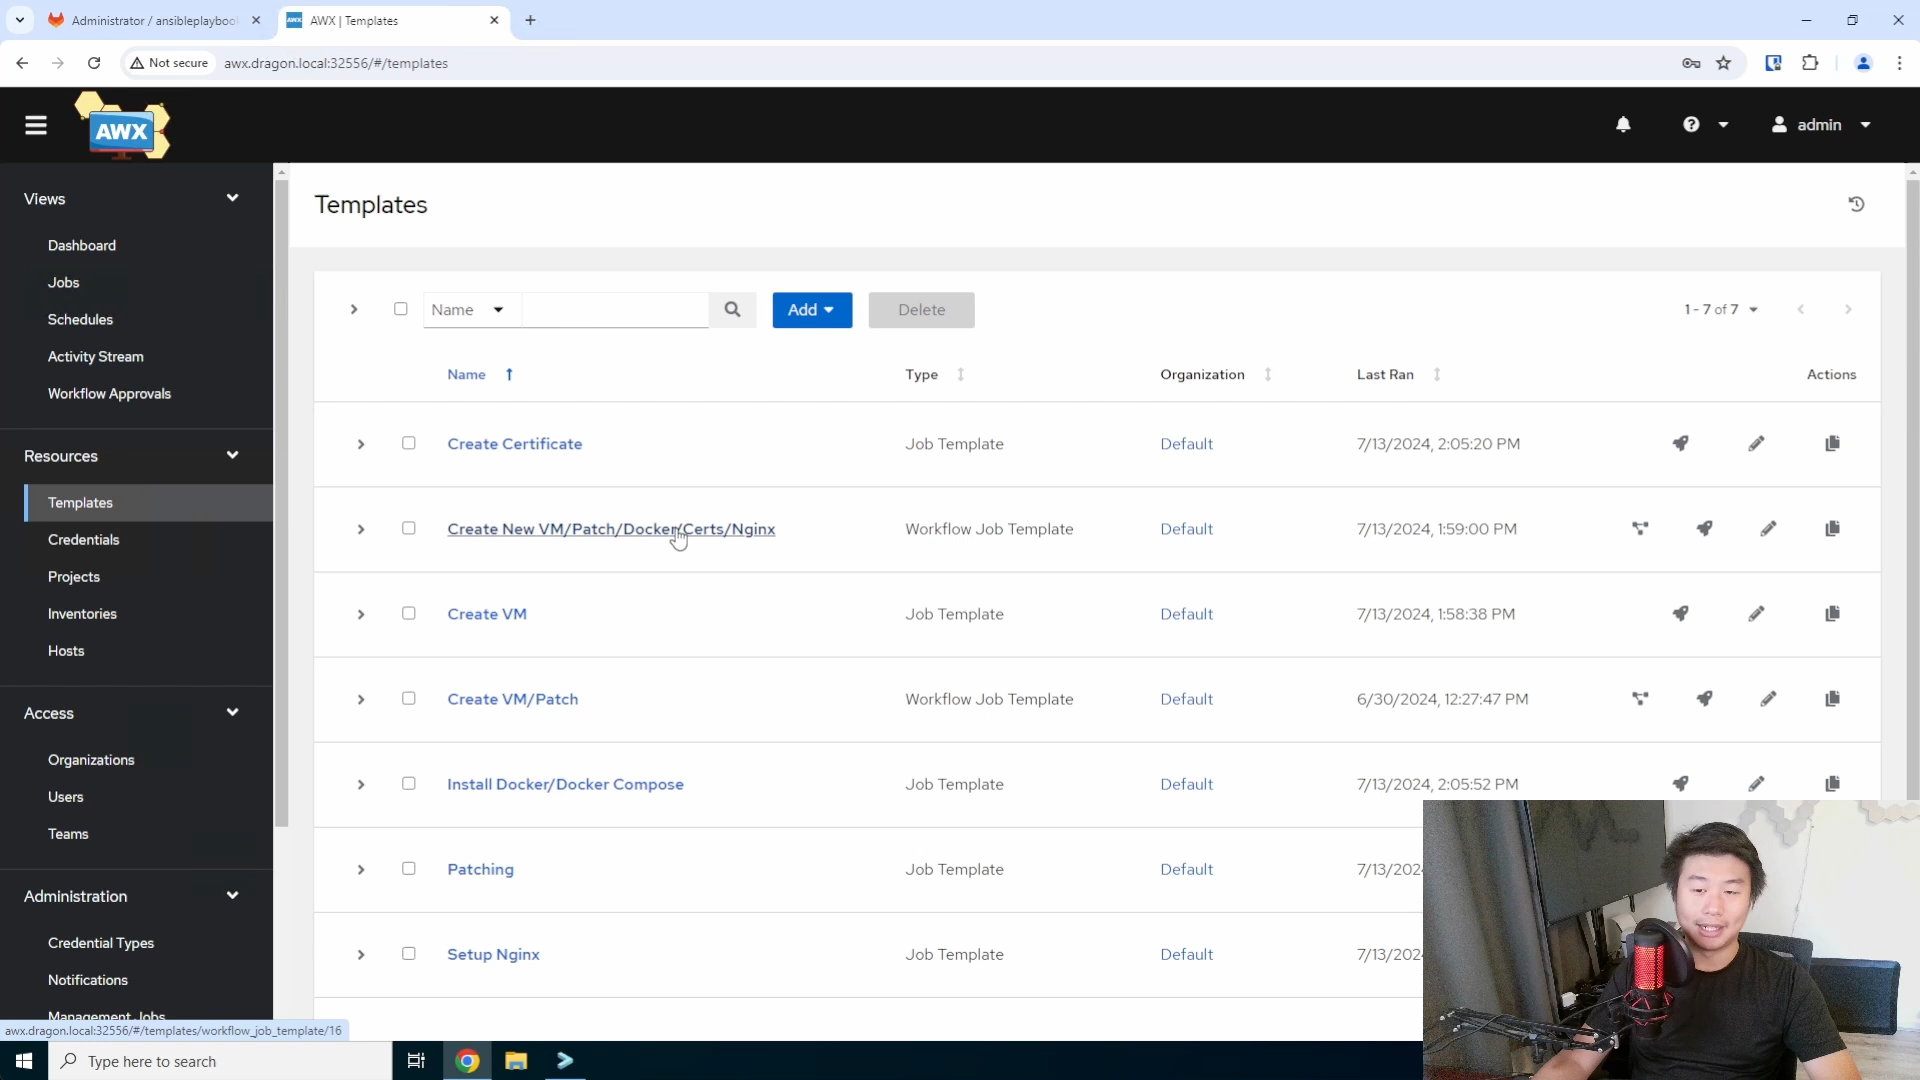 Administrator / ansibleplayboo
AWX | Templates
Not secure
awx.dragon.local:32556/#/templates
AWX
admin
Views
Dashboard
Jobs
Schedules
Activity Stream
Workflow Approvals
Resources
Templates
Credentials
Projects
Inventories
Hosts
Access
Organizations
Users
Teams
Administration
Credential Types
Notifications
Management Jobs
Templates
Name
Add
Delete
1 - 7 of 7
Name Type Organization Last Ran Actions
Create Certificate Job Template Default 7/13/2024, 2:05:20 PM
Create New VM/Patch/Docker/Certs/Nginx Workflow Job Template Default 7/13/2024, 1:59:00 PM
Create VM Job Template Default 7/13/2024, 1:58:38 PM
Create VM/Patch Workflow Job Template Default 6/30/2024, 12:27:47 PM
Install Docker/Docker Compose Job Template Default 7/13/2024, 2:05:52 PM
Patching Job Template Default 7/13/202
Setup Nginx Job Template Default 7/13/202
awx.dragon.local:32556/#/templates/workflow_job_template/16
Type here to search